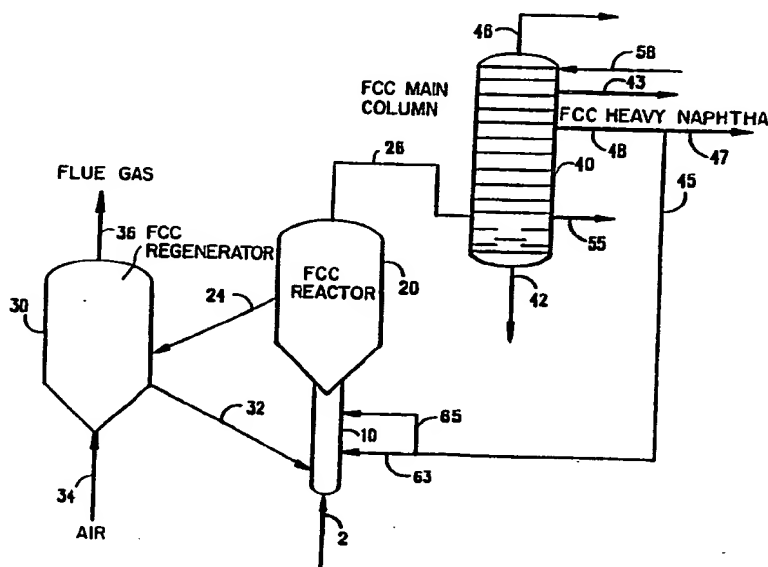 46
58
FCC MAIN
COLUMN
43
FCC HEAVY NAPHTHA
48
47
26
40
45
FLUE GAS
36
FCC
REGENERATOR
55
20
FCC
REACTOR
24
30
42
32
65
10
63
34
AIR
2